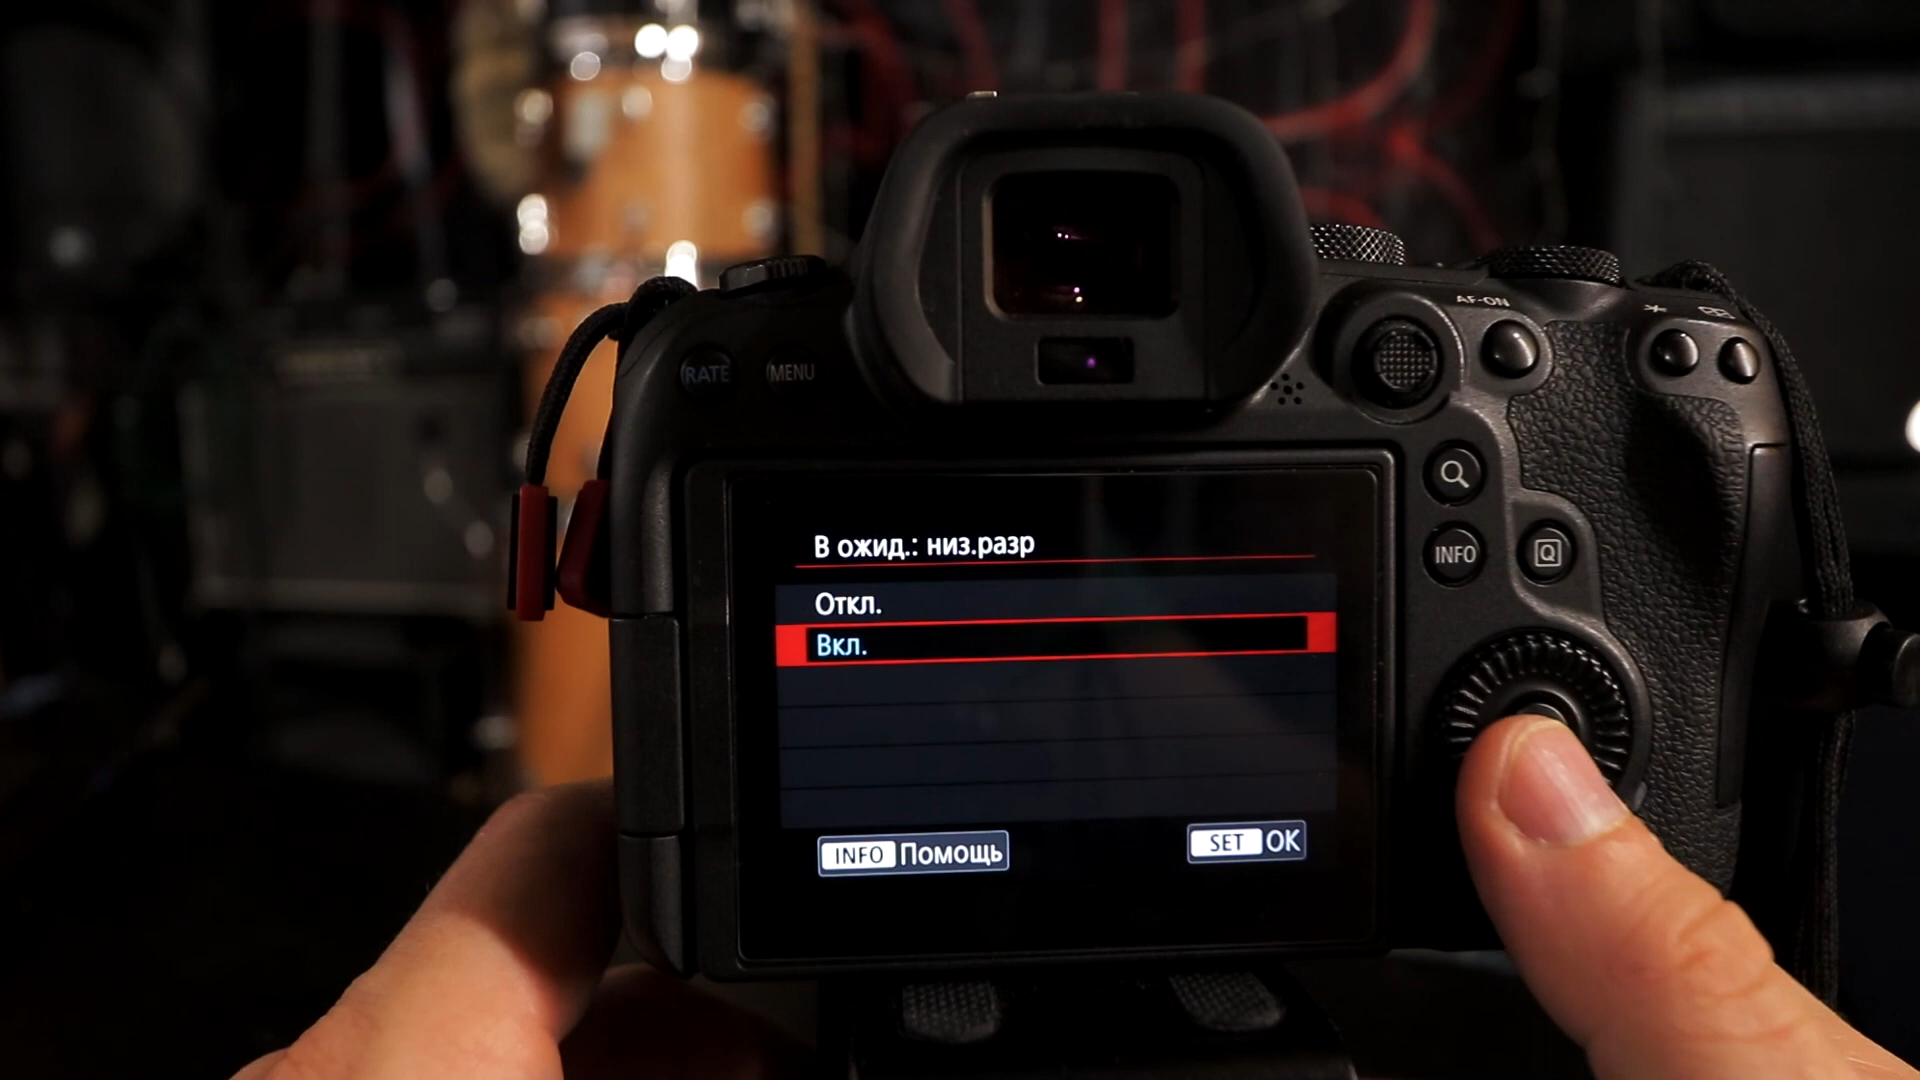 AF-ON
RATE
MENU
INFO
Q
В ожид.: низ.разр
Откл.
Вкл.
INFO Помощь
SET OK